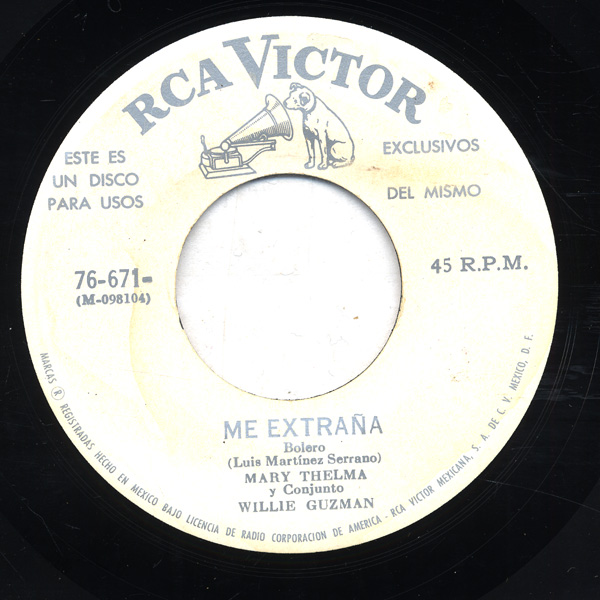 RCA VICTOR
ESTE ES
UN DISCO
PARA USOS
EXCLUSIVOS
DEL MISMO
76-671-
(M-098104)
45 R.P.M.
ME EXTRAÑA
Bolero
(Luis Martínez Serrano)
MARY THELMA
y Conjunto
WILLIE GUZMAN
MARCAS ® REGISTRADAS HECHO EN MEXICO BAJO LICENCIA DE RADIO CORPORACION DE AMERICA - RCA VICTOR MEXICANA, S. A. DE C V. MEXICO, D. F.